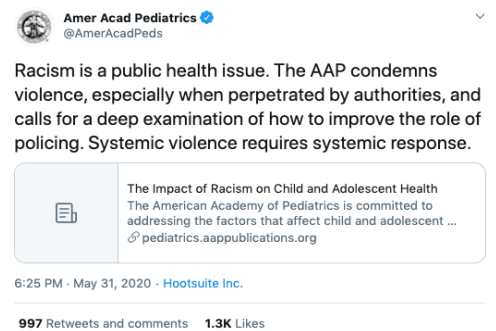 Amer Acad Pediatrics
@AmerAcadPeds
Racism is a public health issue. The AAP condemns
violence, especially when perpetrated by authorities, and
calls for a deep examination of how to improve the role of
policing. Systemic violence requires systemic response.
The Impact of Racism on Child and Adolescent Health
The American Academy of Pediatrics is committed to
addressing the factors that affect child and adolescent ...
pediatrics.aappublications.org
6:25 PM · May 31, 2020 · Hootsuite Inc.
997 Retweets and comments 1.3K Likes